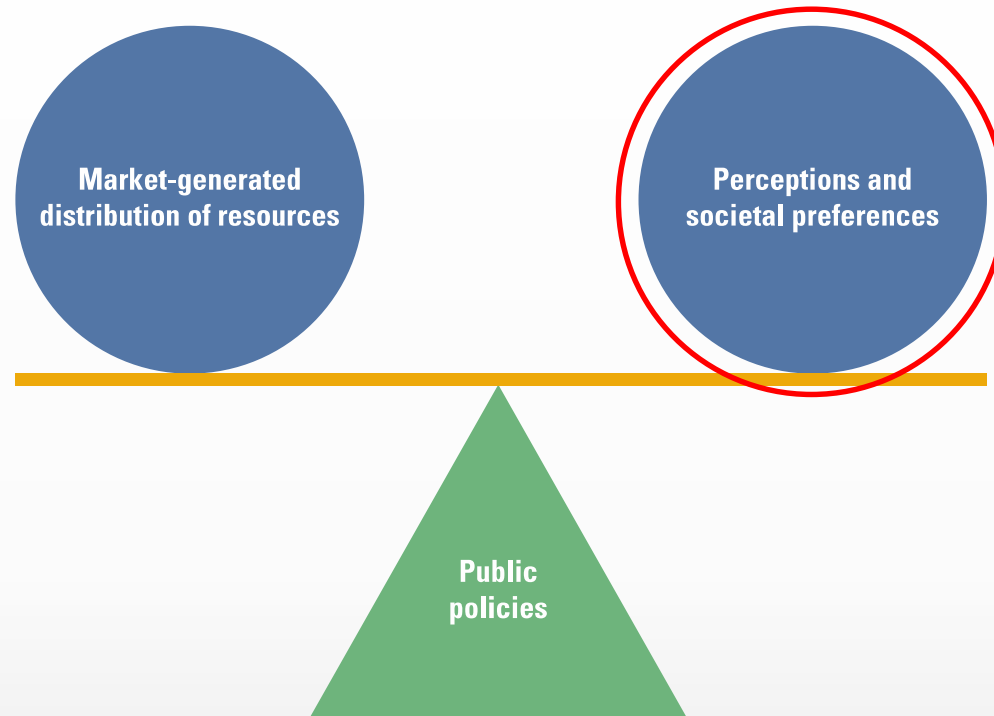 Market-generated
distribution of resources
Perceptions and
societal preferences
Public
policies